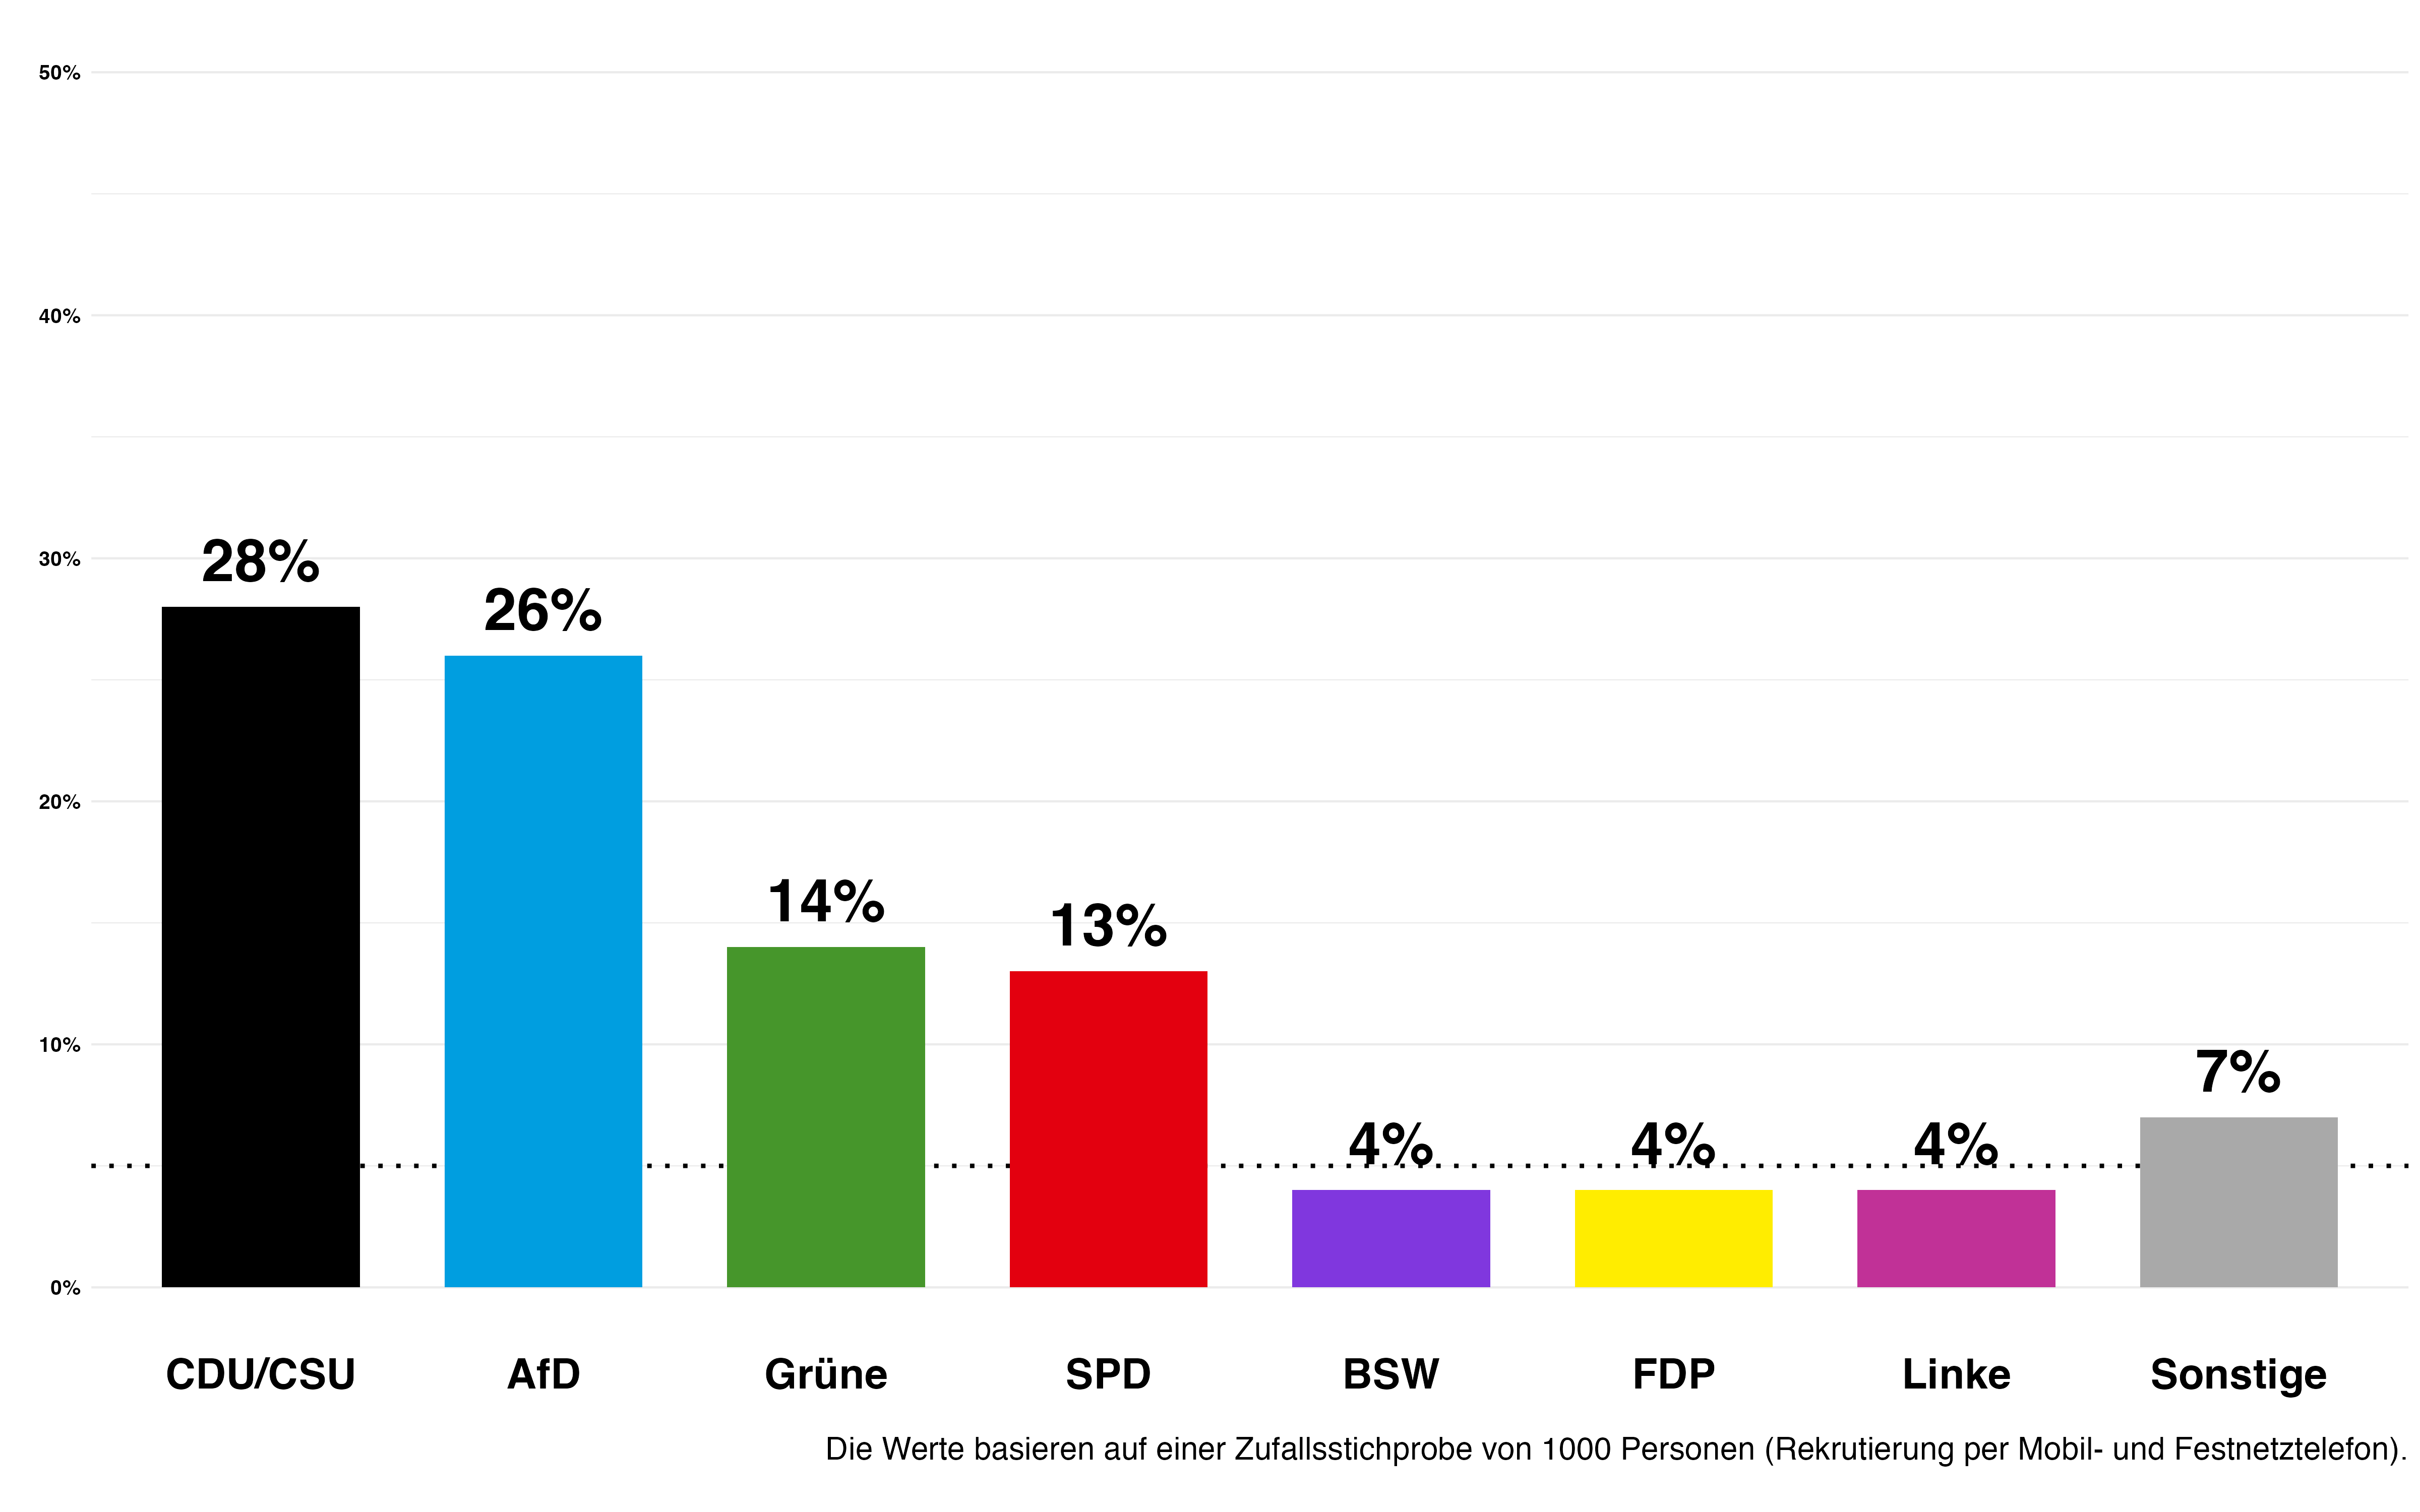 50%
40%
30%
20%
10%
0%
28%
26%
14%
13%
4%
4%
4%
7%
CDU/CSU
AfD
Grüne
SPD
BSW
FDP
Linke
Sonstige
Die Werte basieren auf einer Zufallsstichprobe von 1000 Personen (Rekrutierung per Mobil- und Festnetztelefon).